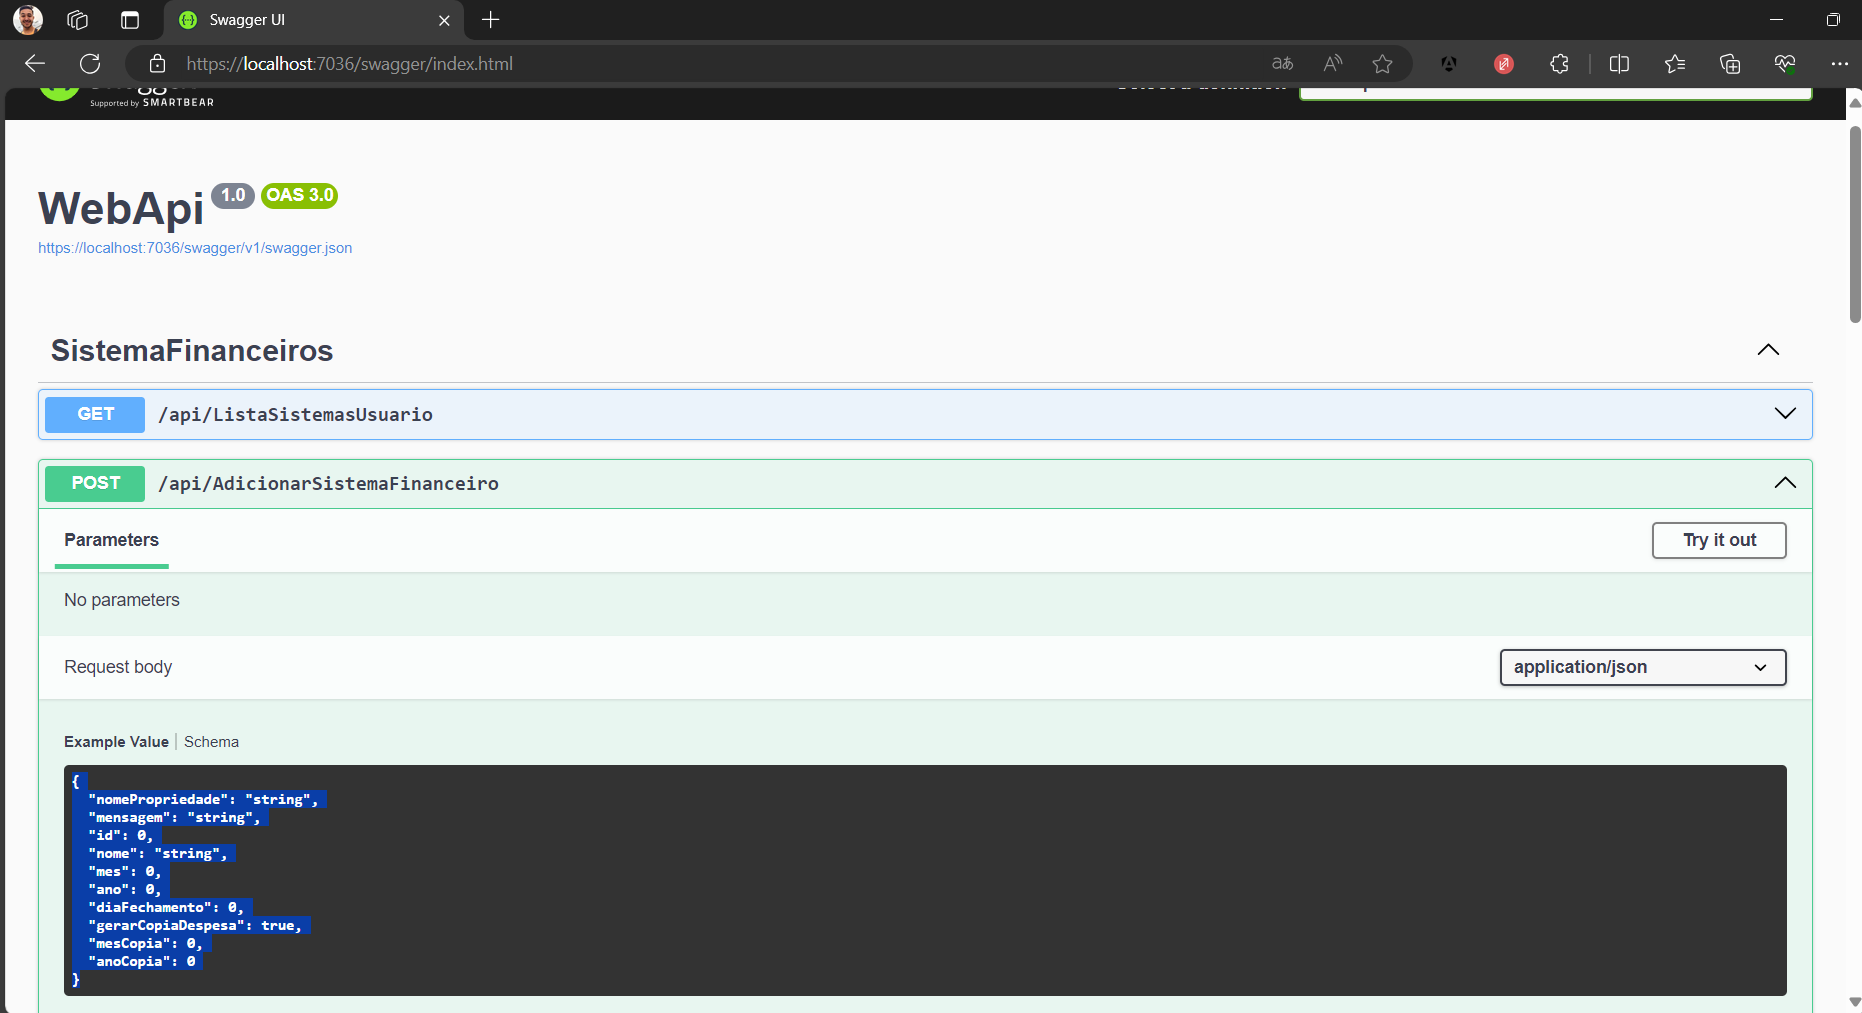 Swagger UI
https://localhost:7036/swagger/index.html
Supported by SMARTBEAR
WebApi 1.0 OAS 3.0
https://localhost:7036/swagger/v1/swagger.json
SistemaFinanceiros
GET /api/ListaSistemasUsuario
POST /api/AdicionarSistemaFinanceiro
Parameters
Try it out
No parameters
Request body
application/json
Example Value | Schema
{
"nomePropriedade": "string",
"mensagem": "string",
"id": 0,
"nome": "string",
"mes": 0,
"ano": 0,
"diaFechamento": 0,
"gerarCopiaDespesa": true,
"mesCopia": 0,
"anoCopia": 0
}